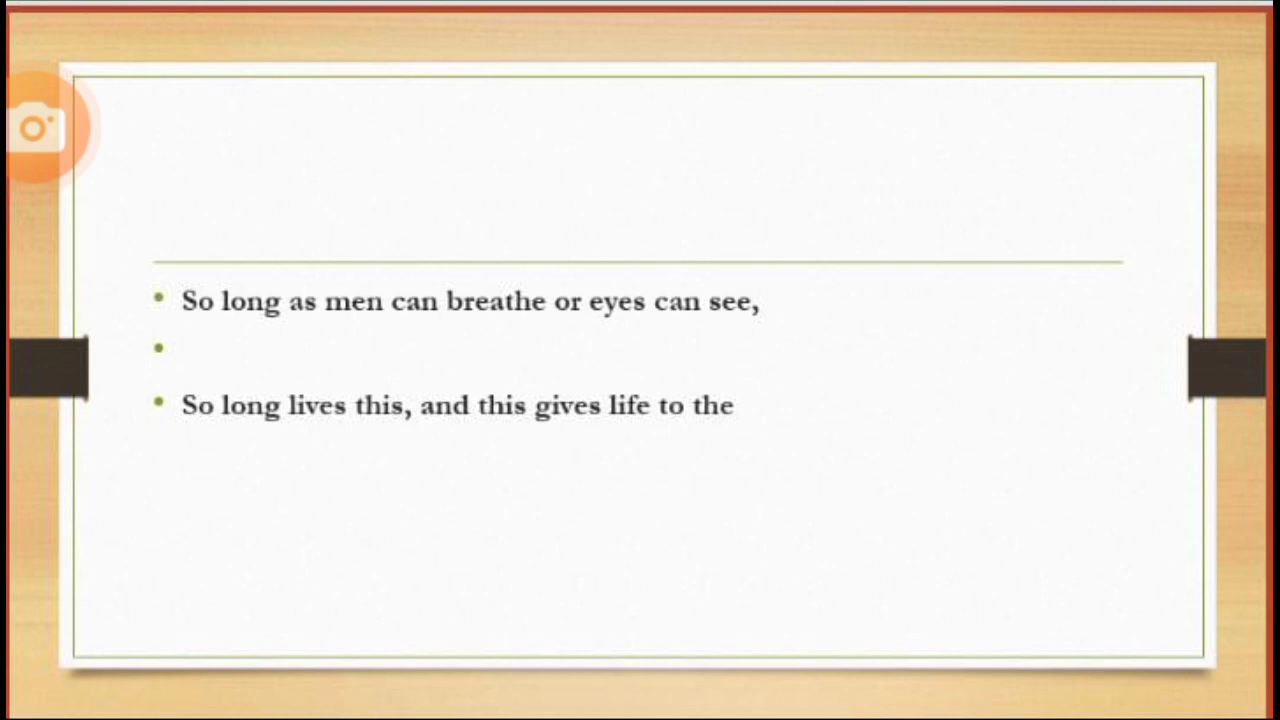 So long as men can breathe or eyes can see,
So long lives this, and this gives life to the